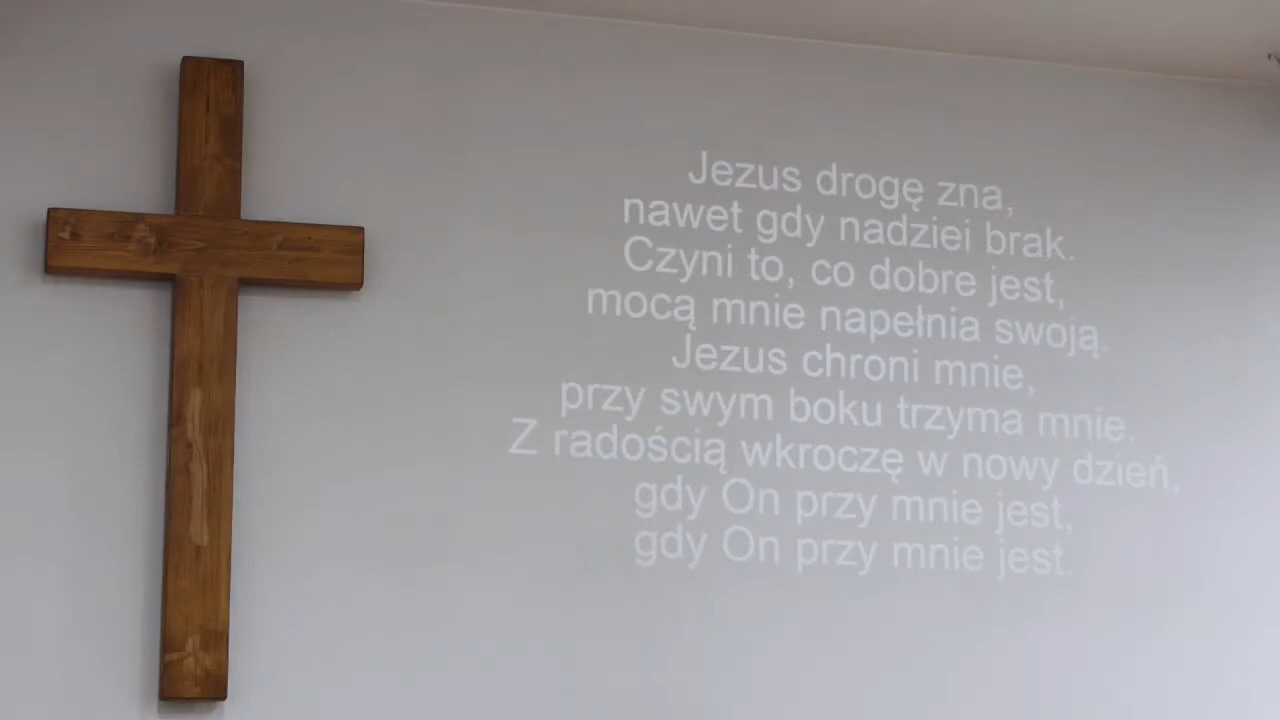 Jezus drogę zna,
nawet gdy nadziei brak.
Czyni to, co dobre jest,
mocą mnie napełnia swoją.
Jezus chroni mnie,
przy swym boku trzyma mnie.
Z radością wkroczę w nowy dzień,
gdy On przy mnie jest,
gdy On przy mnie jest.